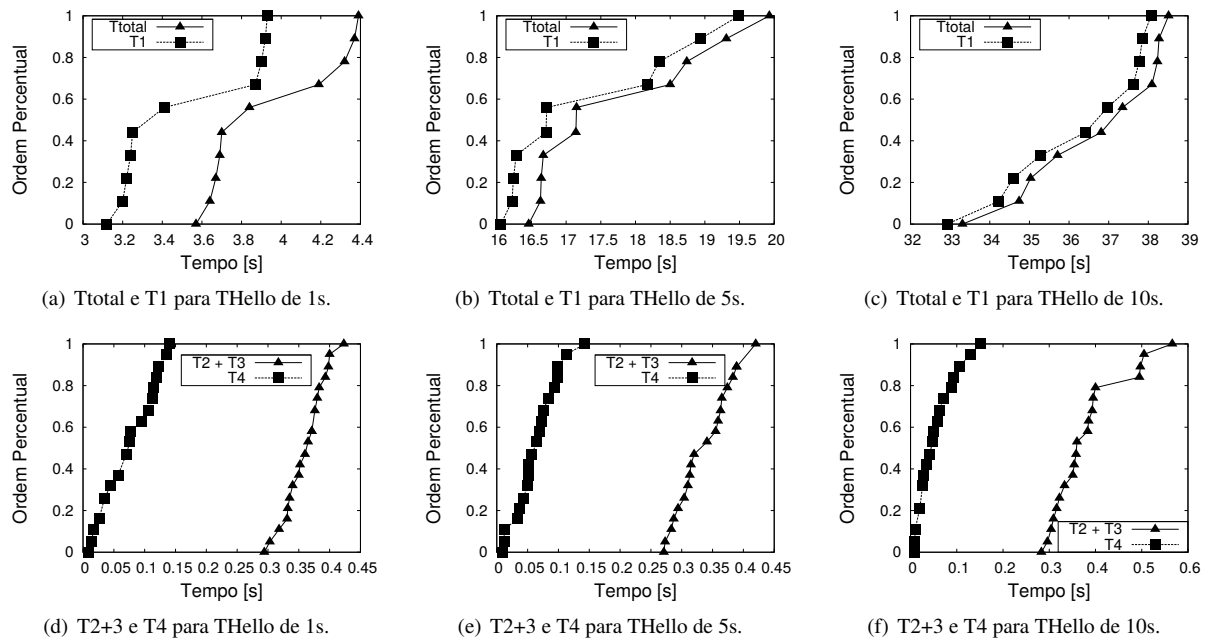 Ordem Percentual
1
0.8
0.6
0.4
0.2
0
Ttotal
T1
3 3.2 3.4 3.6 3.8 4 4.2 4.4
Tempo [s]
(a) Ttotal e T1 para THello de 1s.
Ordem Percentual
1
0.8
0.6
0.4
0.2
0
Ttotal
T1
16 16.5 17 17.5 18 18.5 19 19.5 20
Tempo [s]
(b) Ttotal e T1 para THello de 5s.
Ordem Percentual
1
0.8
0.6
0.4
0.2
0
Ttotal
T1
32 33 34 35 36 37 38 39
Tempo [s]
(c) Ttotal e T1 para THello de 10s.
Ordem Percentual
1
0.8
0.6
0.4
0.2
0
T2 + T3
T4
0 0.05 0.1 0.15 0.2 0.25 0.3 0.35 0.4 0.45
Tempo [s]
(d) T2+3 e T4 para THello de 1s.
Ordem Percentual
1
0.8
0.6
0.4
0.2
0
T2 + T3
T4
0 0.05 0.1 0.15 0.2 0.25 0.3 0.35 0.4 0.45
Tempo [s]
(e) T2+3 e T4 para THello de 5s.
Ordem Percentual
1
0.8
0.6
0.4
0.2
0
T2 + T3
T4
0 0.1 0.2 0.3 0.4 0.5 0.6
Tempo [s]
(f) T2+3 e T4 para THello de 10s.